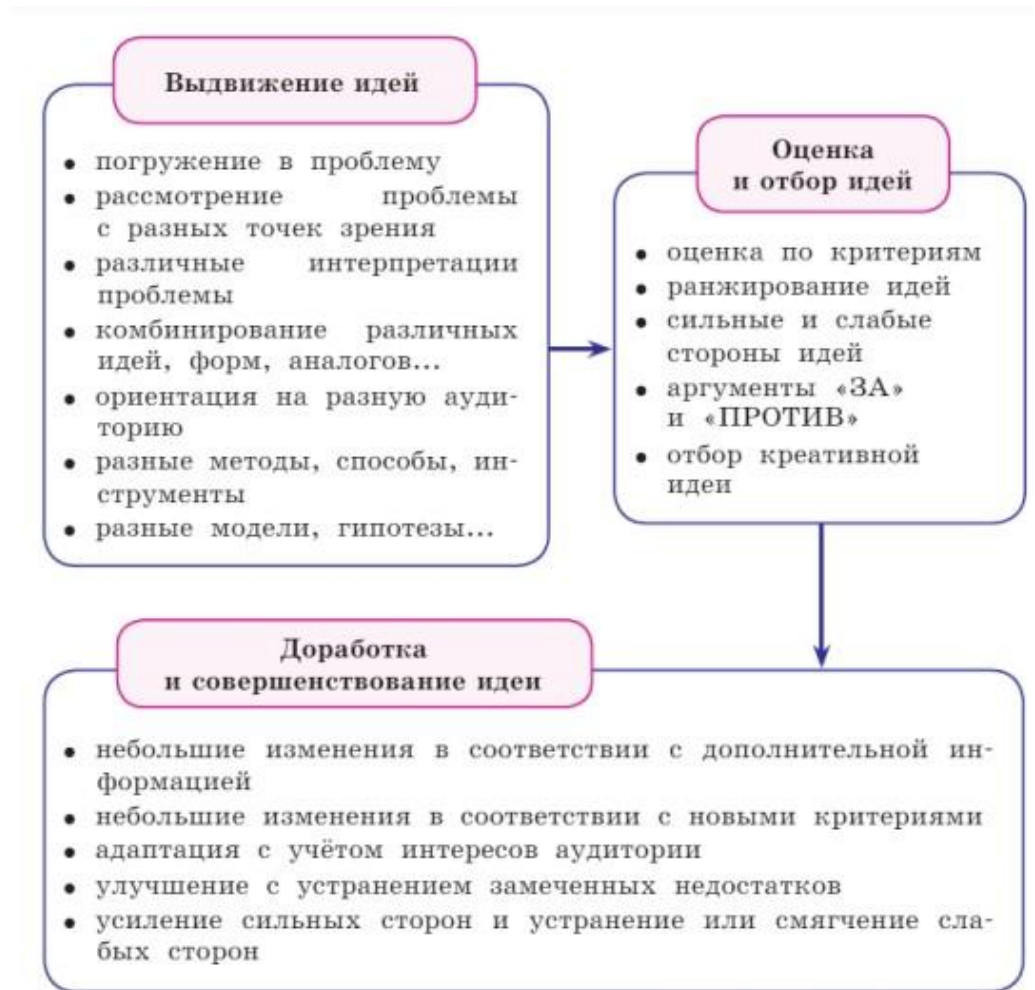 Выдвижение идей
• погружение в проблему
• рассмотрение проблемы
с разных точек зрения
• различные интерпретации
проблемы
• комбинирование различных
идей, форм, аналогов...
• ориентация на разную ауди-
торию
• разные методы, способы, ин-
струменты
• разные модели, гипотезы...
Оценка
и отбор идей
• оценка по критериям
• ранжирование идей
• сильные и слабые
стороны идей
• аргументы «ЗА»
и «ПРОТИВ»
• отбор креативной
идеи
Доработка
и совершенствование идеи
• небольшие изменения в соответствии с дополнительной ин-
формацией
• небольшие изменения в соответствии с новыми критериями
• адаптация с учётом интересов аудитории
• улучшение с устранением замеченных недостатков
• усиление сильных сторон и устранение или смягчение сла-
бых сторон